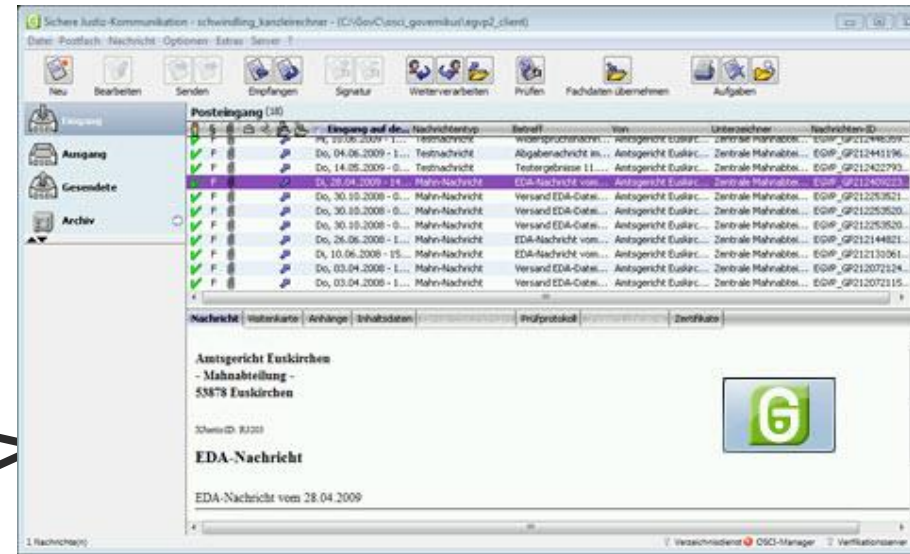 Sichere Justiz-Kommunikation - schwindling_kanzleirechner - (C:/GovC\osci_governikus\egvp2_client)
Datei Postfach Nachricht Optionen Extras Server ?
Neu Bearbeiten Senden Empfangen Signatur Weiterverarbeiten Prüfen Fachdaten übernehmen Aufgaben
Eingang
Ausgang
Gesendete
Archiv
Posteingang (18)
Eingang auf de... Nachrichtentyp Betreff Von Unterzeichner Nachrichten-ID
Do, 04.06.2009 - 1... Testnachricht Abgabenachricht im... Amtsgericht Euskirc... Zentrale Mahnabtei... EGVP_GP212441196...
Do, 14.05.2009 - 0... Testnachricht Testergebnisse 11.... Amtsgericht Euskirc... Zentrale Mahnabtei... EGVP_GP212422793...
Di, 28.04.2009 - 14... Mahn-Nachricht EDA-Nachricht vom... Amtsgericht Euskirc... Zentrale Mahnabtei... EGVP_GP212409223...
Do, 30.10.2008 - 0... Mahn-Nachricht Versand EDA-Datei... Amtsgericht Euskirc... Zentrale Mahnabtei... EGVP_GP212253521...
Do, 30.10.2008 - 0... Mahn-Nachricht Versand EDA-Datei... Amtsgericht Euskirc... Zentrale Mahnabtei... EGVP_GP212253520...
Do, 30.10.2008 - 0... Mahn-Nachricht Versand EDA-Datei... Amtsgericht Euskirc... Zentrale Mahnabtei... EGVP_GP212253520...
Do, 26.06.2008 - 1... Mahn-Nachricht EDA-Nachricht vom... Amtsgericht Euskirc... Zentrale Mahnabtei... EGVP_GP212144821...
Di, 10.06.2008 - 15... Mahn-Nachricht EDA-Nachricht vom... Amtsgericht Euskirc... Zentrale Mahnabtei... EGVP_GP212131061...
Do, 03.04.2008 - 1... Mahn-Nachricht Versand EDA-Datei... Amtsgericht Euskirc... Zentrale Mahnabtei... EGVP_GP212072124...
Do, 03.04.2008 - 1... Mahn-Nachricht Versand EDA-Datei... Amtsgericht Euskirc... Zentrale Mahnabtei... EGVP_GP212072115...
Nachricht Visitenkarte Anhänge Inhaltsdaten Prüfprotokoll Zertifikate
Amtsgericht Euskirchen
- Mahnabteilung -
53878 Euskirchen
G
EDA-Nachricht
EDA-Nachricht vom 28.04.2009
1 Nachricht(en) Verzeichnisdienst OSCI-Manager Verifikationsserver